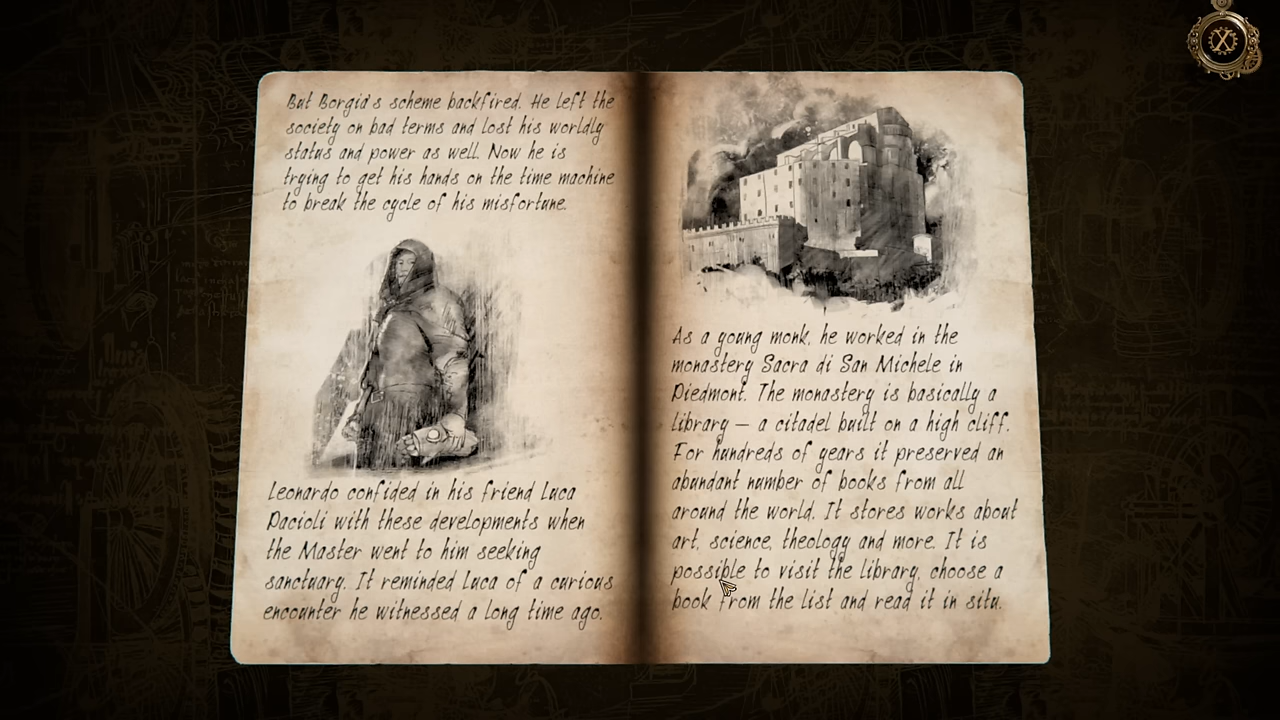 But Borgia's scheme backfired. He left the
society on bad terms and lost his worldly
status and power as well. Now he is
trying to get his hands on the time machine
to break the cycle of his misfortune.
Leonardo confided in his friend Luca
Pacioli with these developments when
the Master went to him seeking
sanctuary. It reminded Luca of a curious
encounter he witnessed a long time ago.
As a young monk, he worked in the
monastery Sacra di San Michele in
Piedmont. The monastery is basically a
library – a citadel built on a high cliff.
For hundreds of years it preserved an
abundant number of books from all
around the world. It stores works about
art, science, theology and more. It is
possible to visit the library, choose a
book from the list and read it in situ.
X